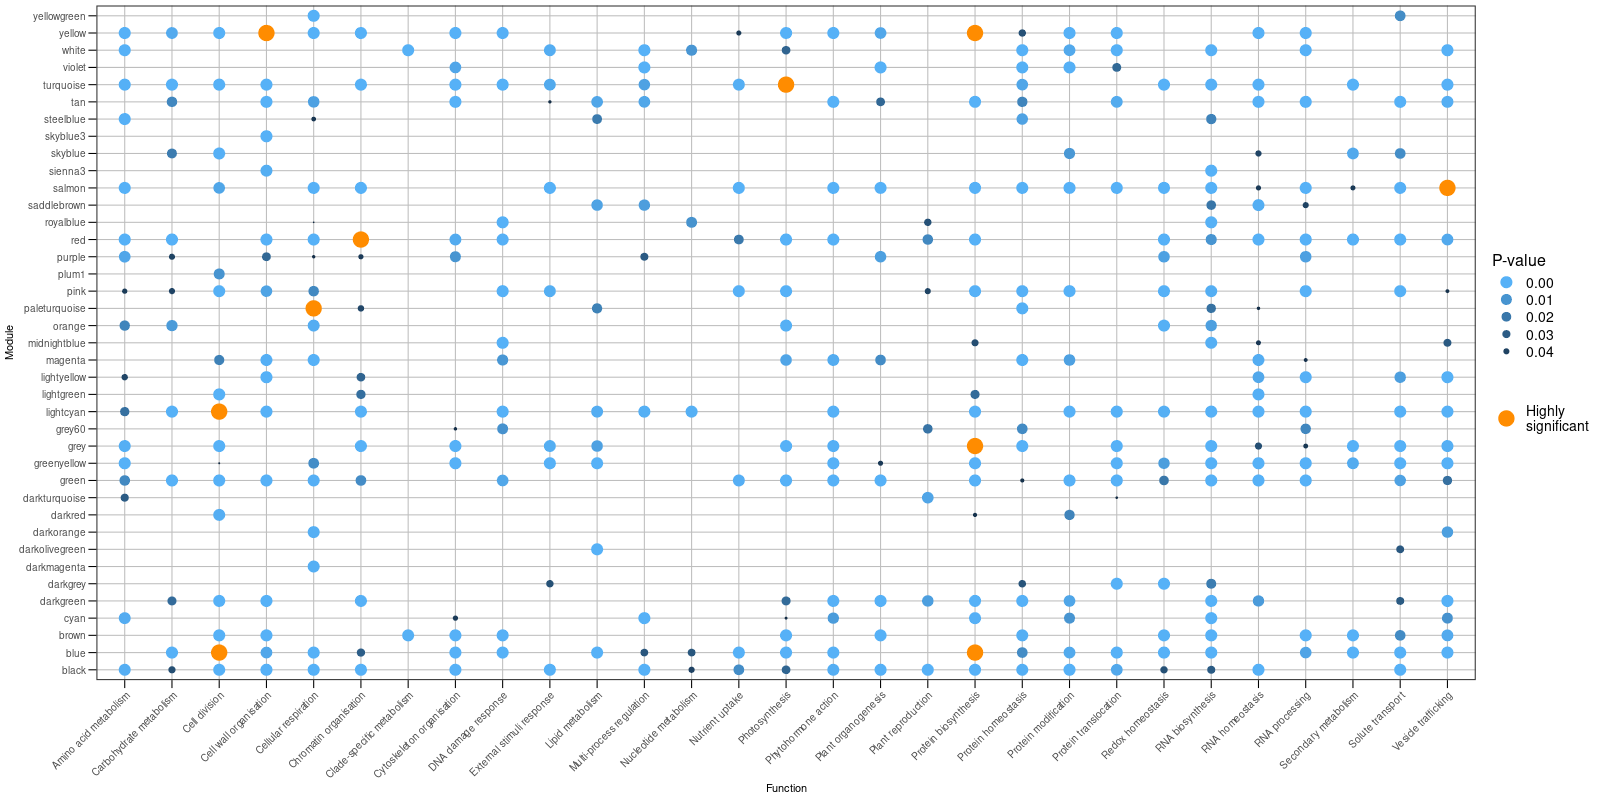 yellowgreen
yellow
white
violet
turquoise
tan
steelblue
skyblue3
skyblue
sienna3
salmon
saddlebrown
royalblue
red
purple
plum1
pink
paleturquoise
orange
midnightblue
magenta
lightyellow
lightgreen
lightcyan
grey60
grey
greenyellow
green
darkturquoise
darkred
darkorange
darkolivegreen
darkmagenta
darkgrey
darkgreen
cyan
brown
blue
black
Module
Amino acid metabolism
Carbohydrate metabolism
Cell division
Cell wall organisation
Cellular respiration
Chromatin organisation
Clade-specific metabolism
Cytoskeleton organisation
DNA damage response
External stimuli response
Lipid metabolism
Multi-process regulation
Nucleotide metabolism
Nutrient uptake
Photosynthesis
Phytohormone action
Plant organogenesis
Plant reproduction
Protein biosynthesis
Protein homeostasis
Protein modification
Protein translocation
Redox homeostasis
RNA biosynthesis
RNA homeostasis
RNA processing
Secondary metabolism
Solute transport
Vesicle trafficking
Function
P-value
0.00
0.01
0.02
0.03
0.04
Highly
significant